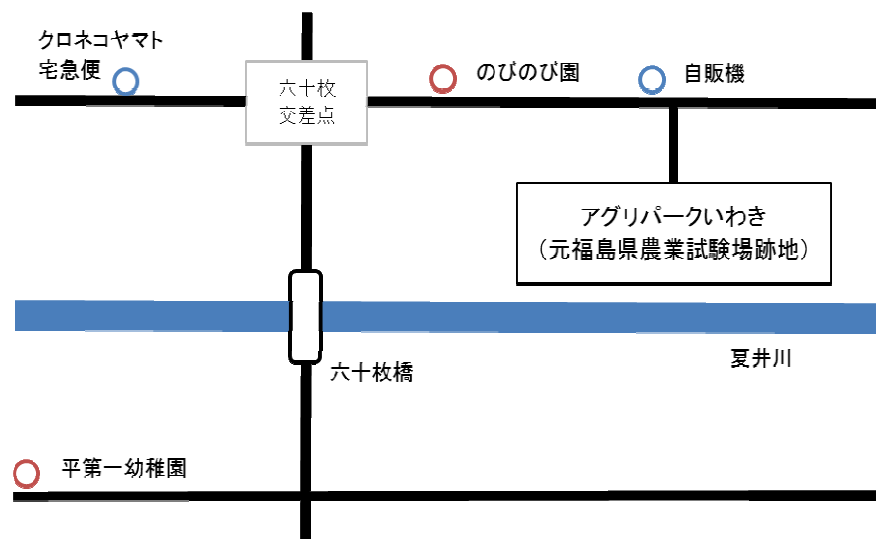 クロネコヤマト
宅急便
六十枚
交差点
のびのび園
自販機
アグリパークいわき
（元福島県農業試験場跡地）
六十枚橋
夏井川
平第一幼稚園